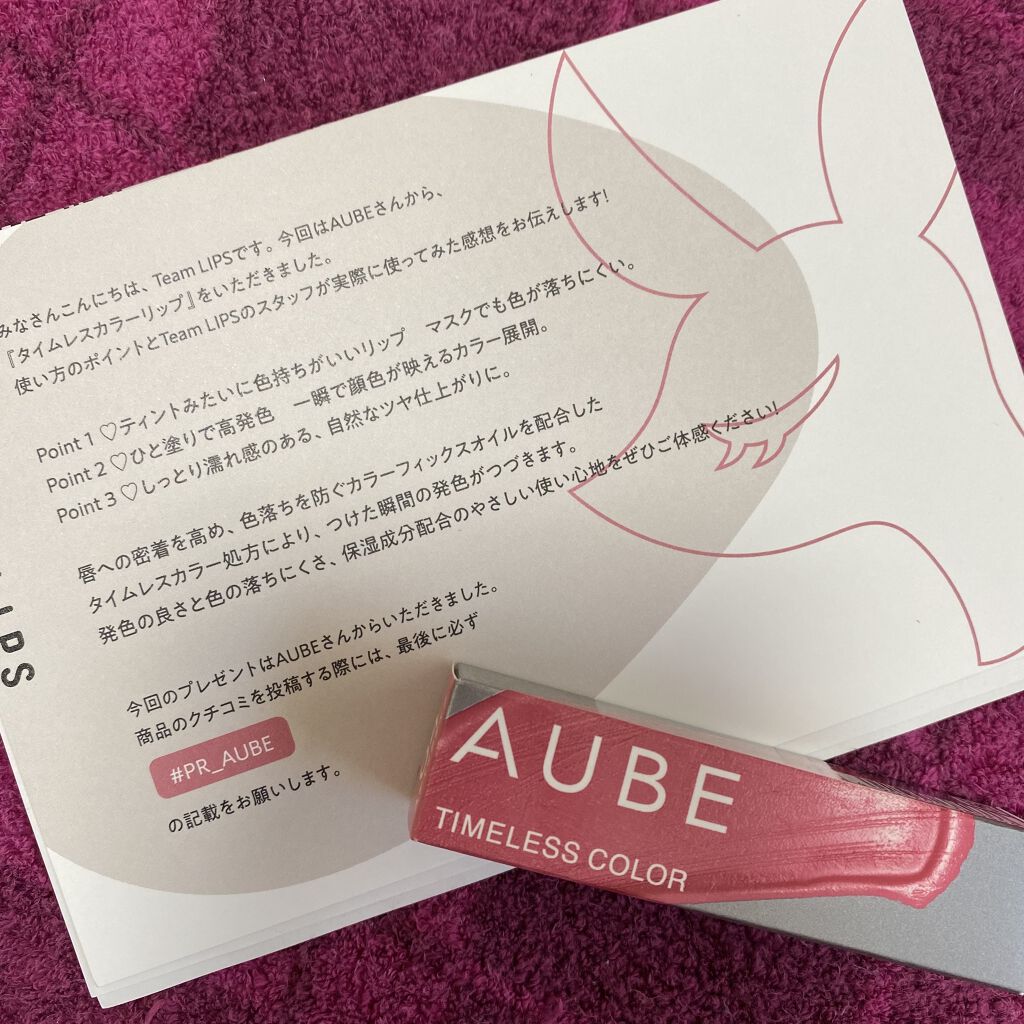 みなさんこんにちは、Team LIPSです。今回はAUBEさんから、
『タイムレスカラーリップ』をいただきました。
使い方のポイントとTeam LIPSのスタッフが実際に使ってみた感想をお伝えします!
Point 1 ♡ティントみたいに色持ちがいいリップ　マスクでも色が落ちにくい。
Point 2 ♡ひと塗りで高発色　一瞬で顔色が映えるカラー展開。
Point 3 ♡しっとり濡れ感のある、自然なツヤ仕上がりに。
唇への密着を高め、色落ちを防ぐカラーフィックスオイルを配合した
タイムレスカラー処方により、つけた瞬間の発色がつづきます。
発色の良さと色の落ちにくさ、保湿成分配合のやさしい使い心地をぜひご体感ください!
今回のプレゼントはAUBEさんからいただきました。
商品のクチコミを投稿する際には、最後に必ず
#PR_AUBE
の記載をお願いします。
AUBE
TIMELESS COLOR